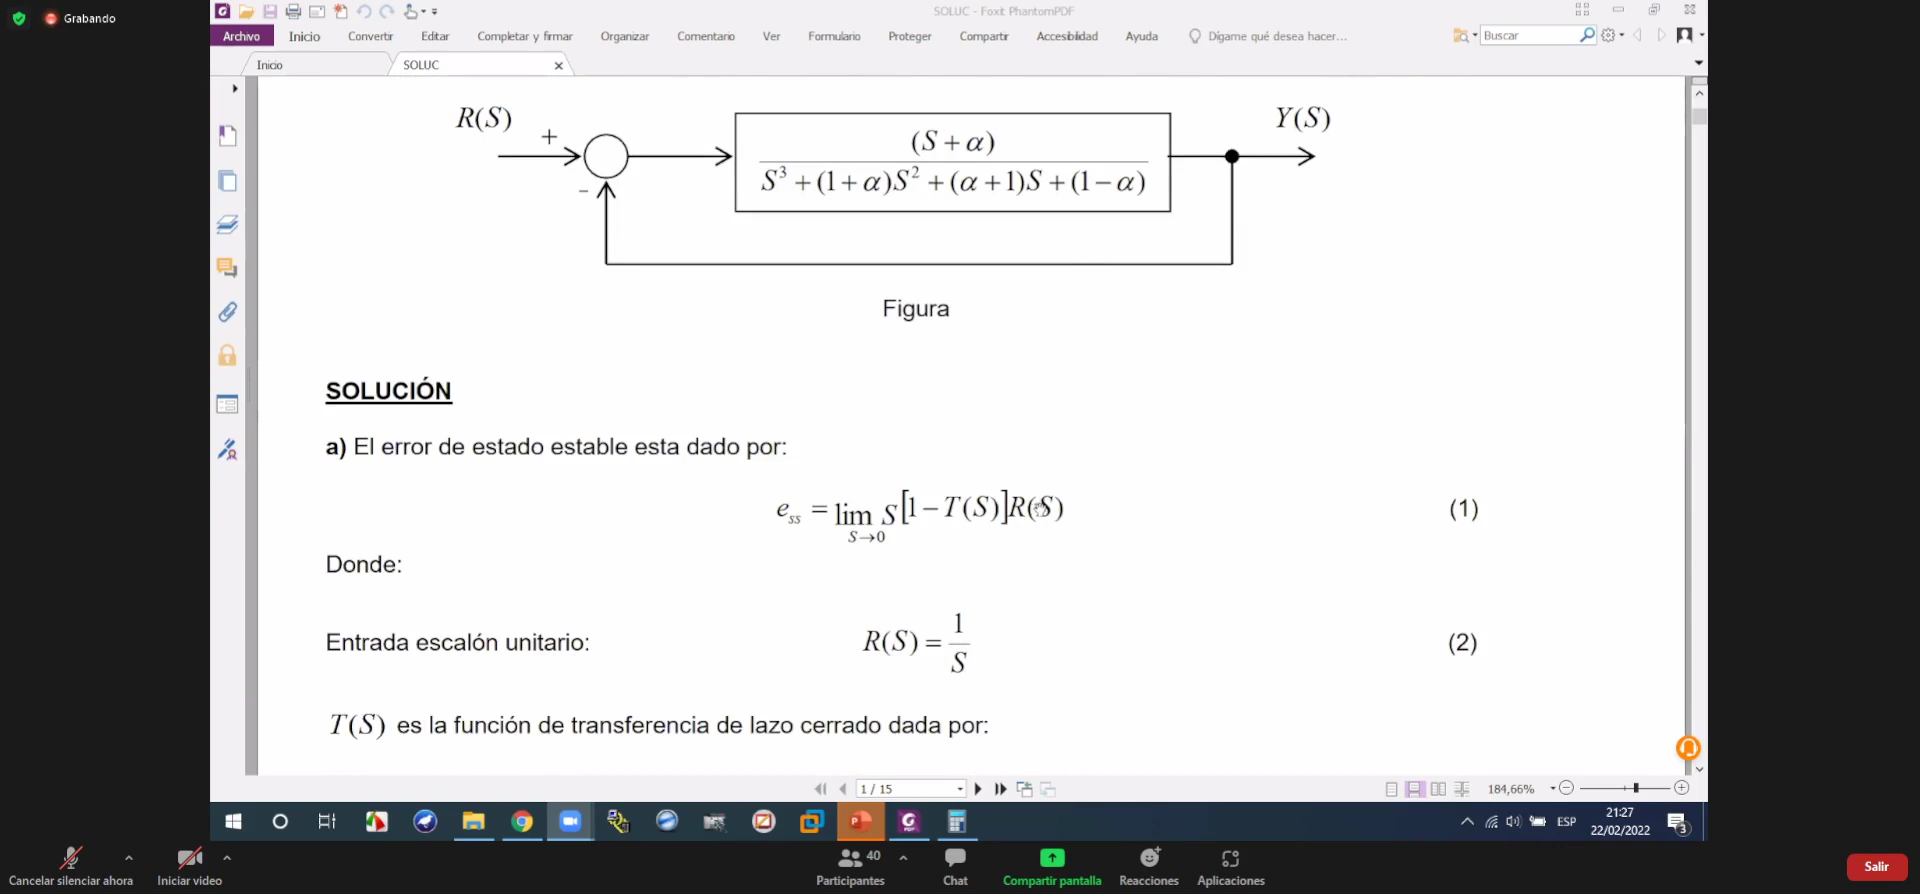 Grabando
SOLUC - Foxit PhantomPDF
Archivo Inicio Convertir Editar Completar y firmar Organizar Comentario Ver Formulario Proteger Compartir Accesibilidad Ayuda Dígame qué desea hacer... Buscar
Inicio SOLUC
R(S) + - (S + α) Y(S)
S³ + (1 + α)S² + (α + 1)S + (1 − α)
Figura
SOLUCIÓN
a) El error de estado estable esta dado por:
e_ss = lim S[1 − T(S)]R(S) (1)
S→0
Donde:
Entrada escalón unitario: R(S) = 1/S (2)
T(S) es la función de transferencia de lazo cerrado dada por:
1 / 15 184,66%
ESP 21:27
22/02/2022 3
Cancelar silenciar ahora Iniciar video Participantes 40 Chat Compartir pantalla Reacciones Aplicaciones Salir